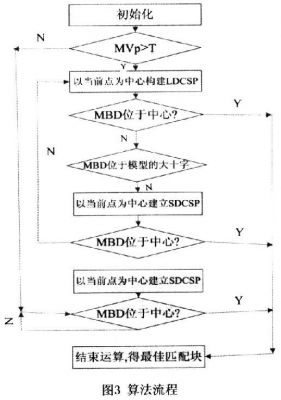 初始化
N
MVp>T
Y
以当前点为中心构建LDCSP
MBD位于中心?
Y
N
N
MBD位于模型的大十字
N
以当前点为中心建立SDCSP
MBD位于中心?
Y
以当前点为中心建立SDCSP
N
MBD位于中心?
Y
结束运算,得最佳匹配块
图3 算法流程